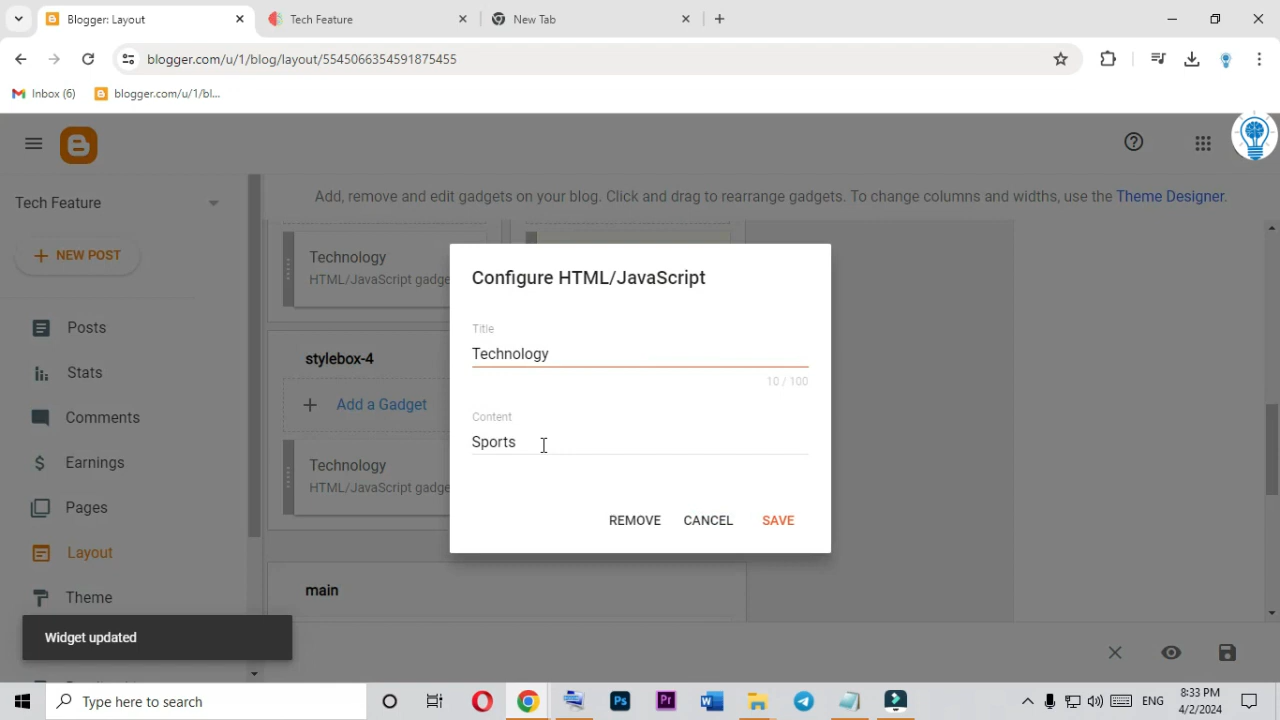 Blogger: Layout
Tech Feature
New Tab
blogger.com/u/1/blog/layout/5545066354591875455
Inbox (6)
blogger.com/u/1/bl...
Tech Feature
Add, remove and edit gadgets on your blog. Click and drag to rearrange gadgets. To change columns and widths, use the Theme Designer.
NEW POST
Posts
Stats
Comments
Earnings
Pages
Layout
Theme
Technology
HTML/JavaScript gadge
stylebox-4
Add a Gadget
Technology
HTML/JavaScript gadge
main
Configure HTML/JavaScript
Title
Technology
10 / 100
Content
Sports
REMOVE
CANCEL
SAVE
Widget updated
Type here to search
ENG
8:33 PM
4/2/2024